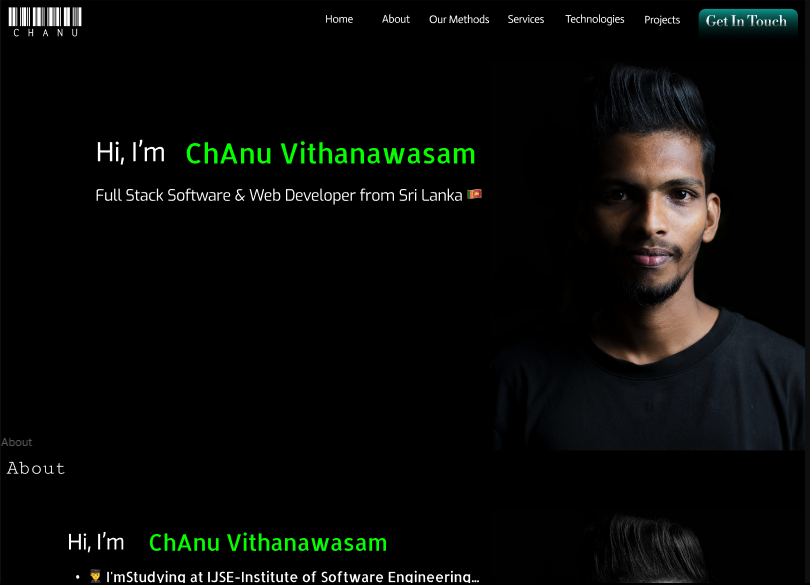 CHANU
Home About Our Methods Services Technologies Projects Get In Touch
Hi, I'm ChAnu Vithanawasam
Full Stack Software & Web Developer from Sri Lanka 🇱🇰
About
About
Hi, I'm ChAnu Vithanawasam
• 👨‍🎓 I'mStudying at IJSE-Institute of Software Engineering...